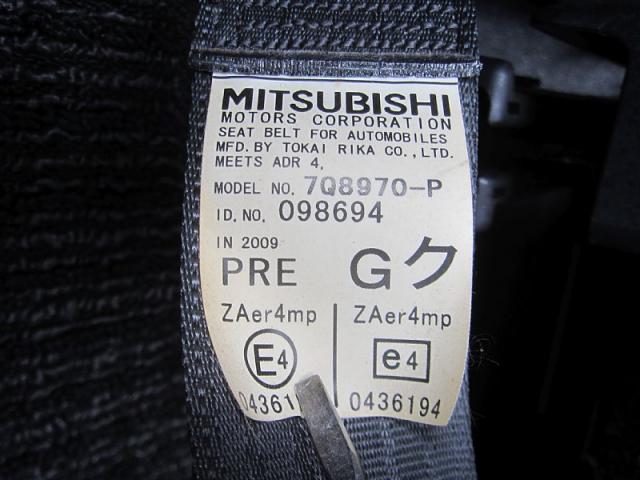 MITSUBISHI
MOTORS CORPORATION
SEAT BELT FOR AUTOMOBILES
MFD. BY TOKAI RIKA CO., LTD.
MEETS ADR 4.
MODEL NO. 7Q8970-P
ID. NO. 098694
IN 2009
PRE Gク
ZAer4mp ZAer4mp
E4 e4
0436194